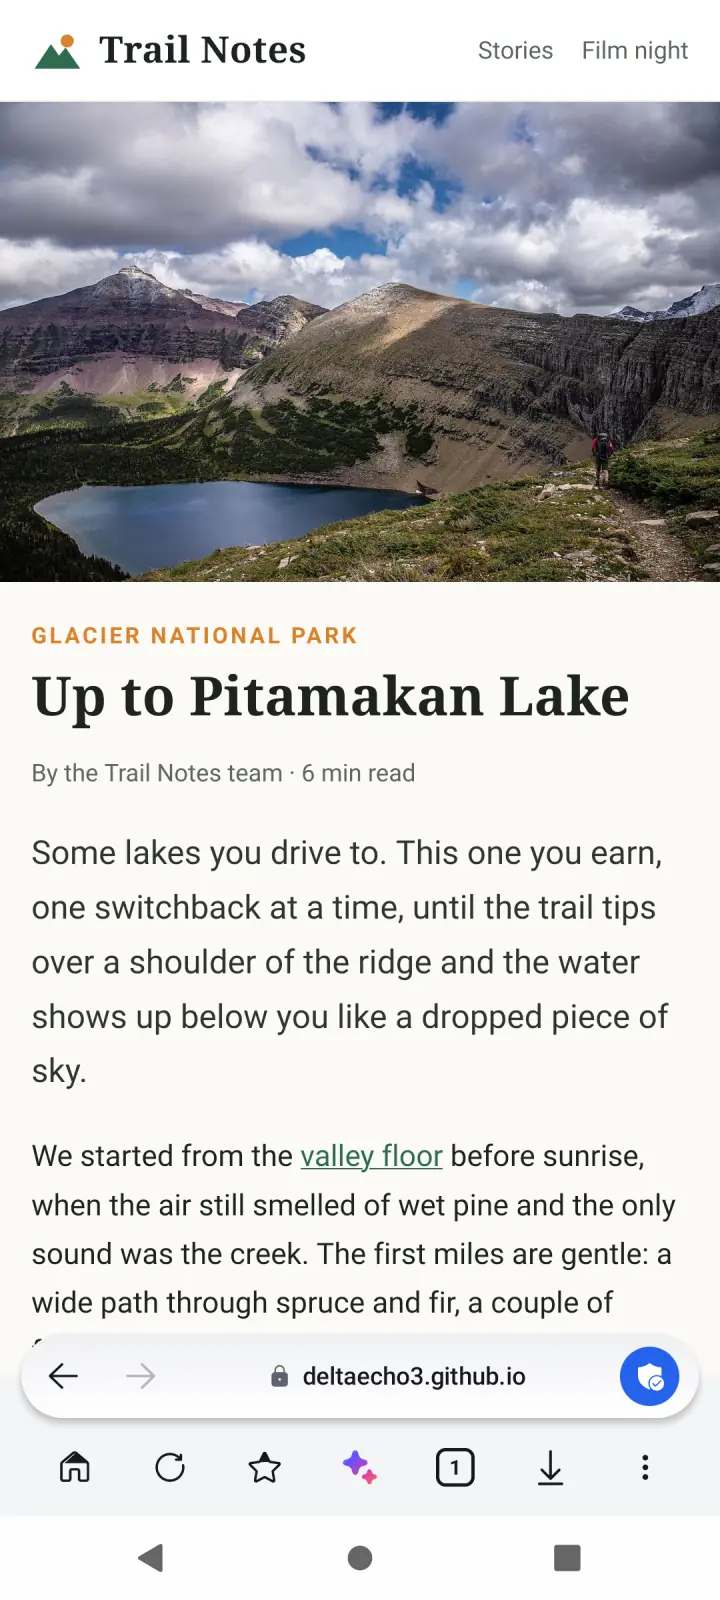 Trail Notes
Stories
Film night
GLACIER NATIONAL PARK
Up to Pitamakan Lake
By the Trail Notes team · 6 min read
Some lakes you drive to. This one you earn,
one switchback at a time, until the trail tips
over a shoulder of the ridge and the water
shows up below you like a dropped piece of
sky.
We started from the valley floor before sunrise,
when the air still smelled of wet pine and the only
sound was the creek. The first miles are gentle: a
wide path through spruce and fir, a couple of
deltaecho3.github.io
1